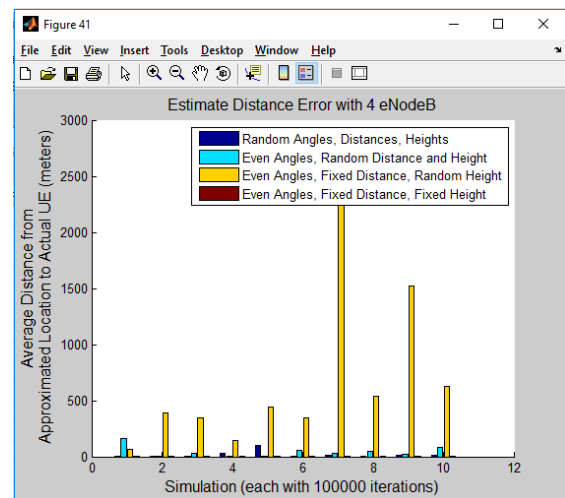 Figure 41
File Edit View Insert Tools Desktop Window Help
Estimate Distance Error with 4 eNodeB
3000
2500
2000
1500
1000
500
0
Average Distance from
Approximated Location to Actual UE (meters)
Random Angles, Distances, Heights
Even Angles, Random Distance and Height
Even Angles, Fixed Distance, Random Height
Even Angles, Fixed Distance, Fixed Height
0 2 4 6 8 10 12
Simulation (each with 100000 iterations)